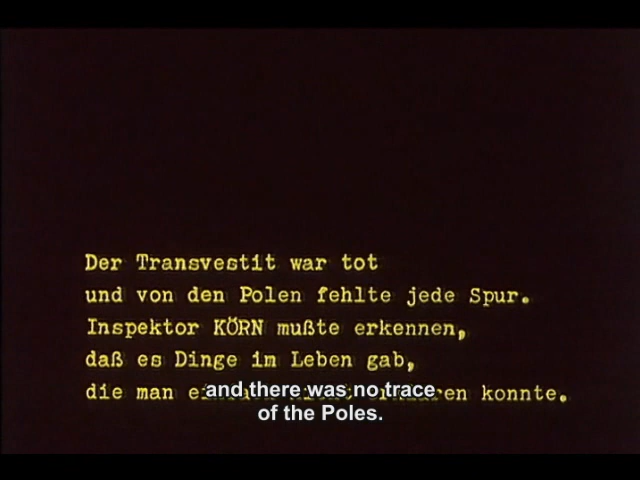 Der Transvestit war tot
und von den Polen fehlte jede Spur.
Inspektor KÖRN mußte erkennen,
daß es Dinge im Leben gab,
die man konnte.
and there was no trace
of the Poles.